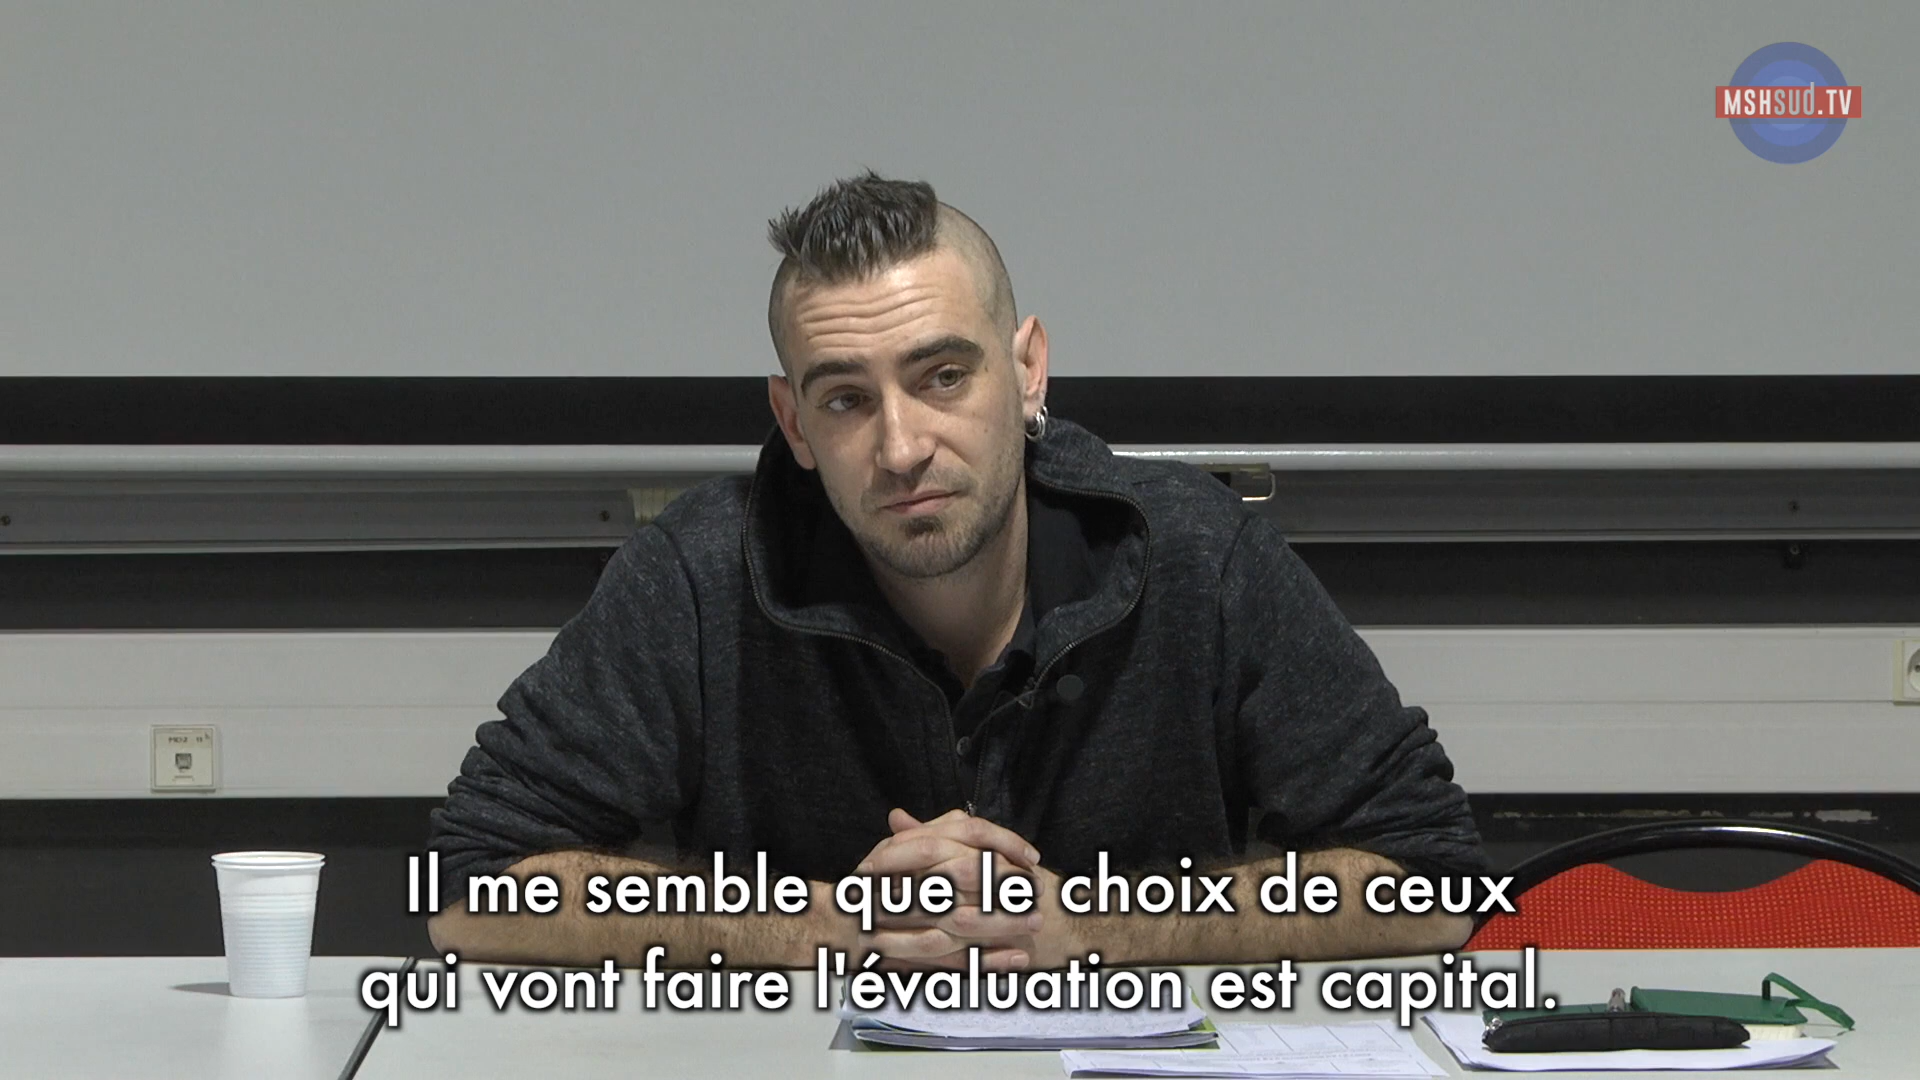 MSHSUD.TV
Il me semble que le choix de ceux
qui vont faire l'évaluation est capital.